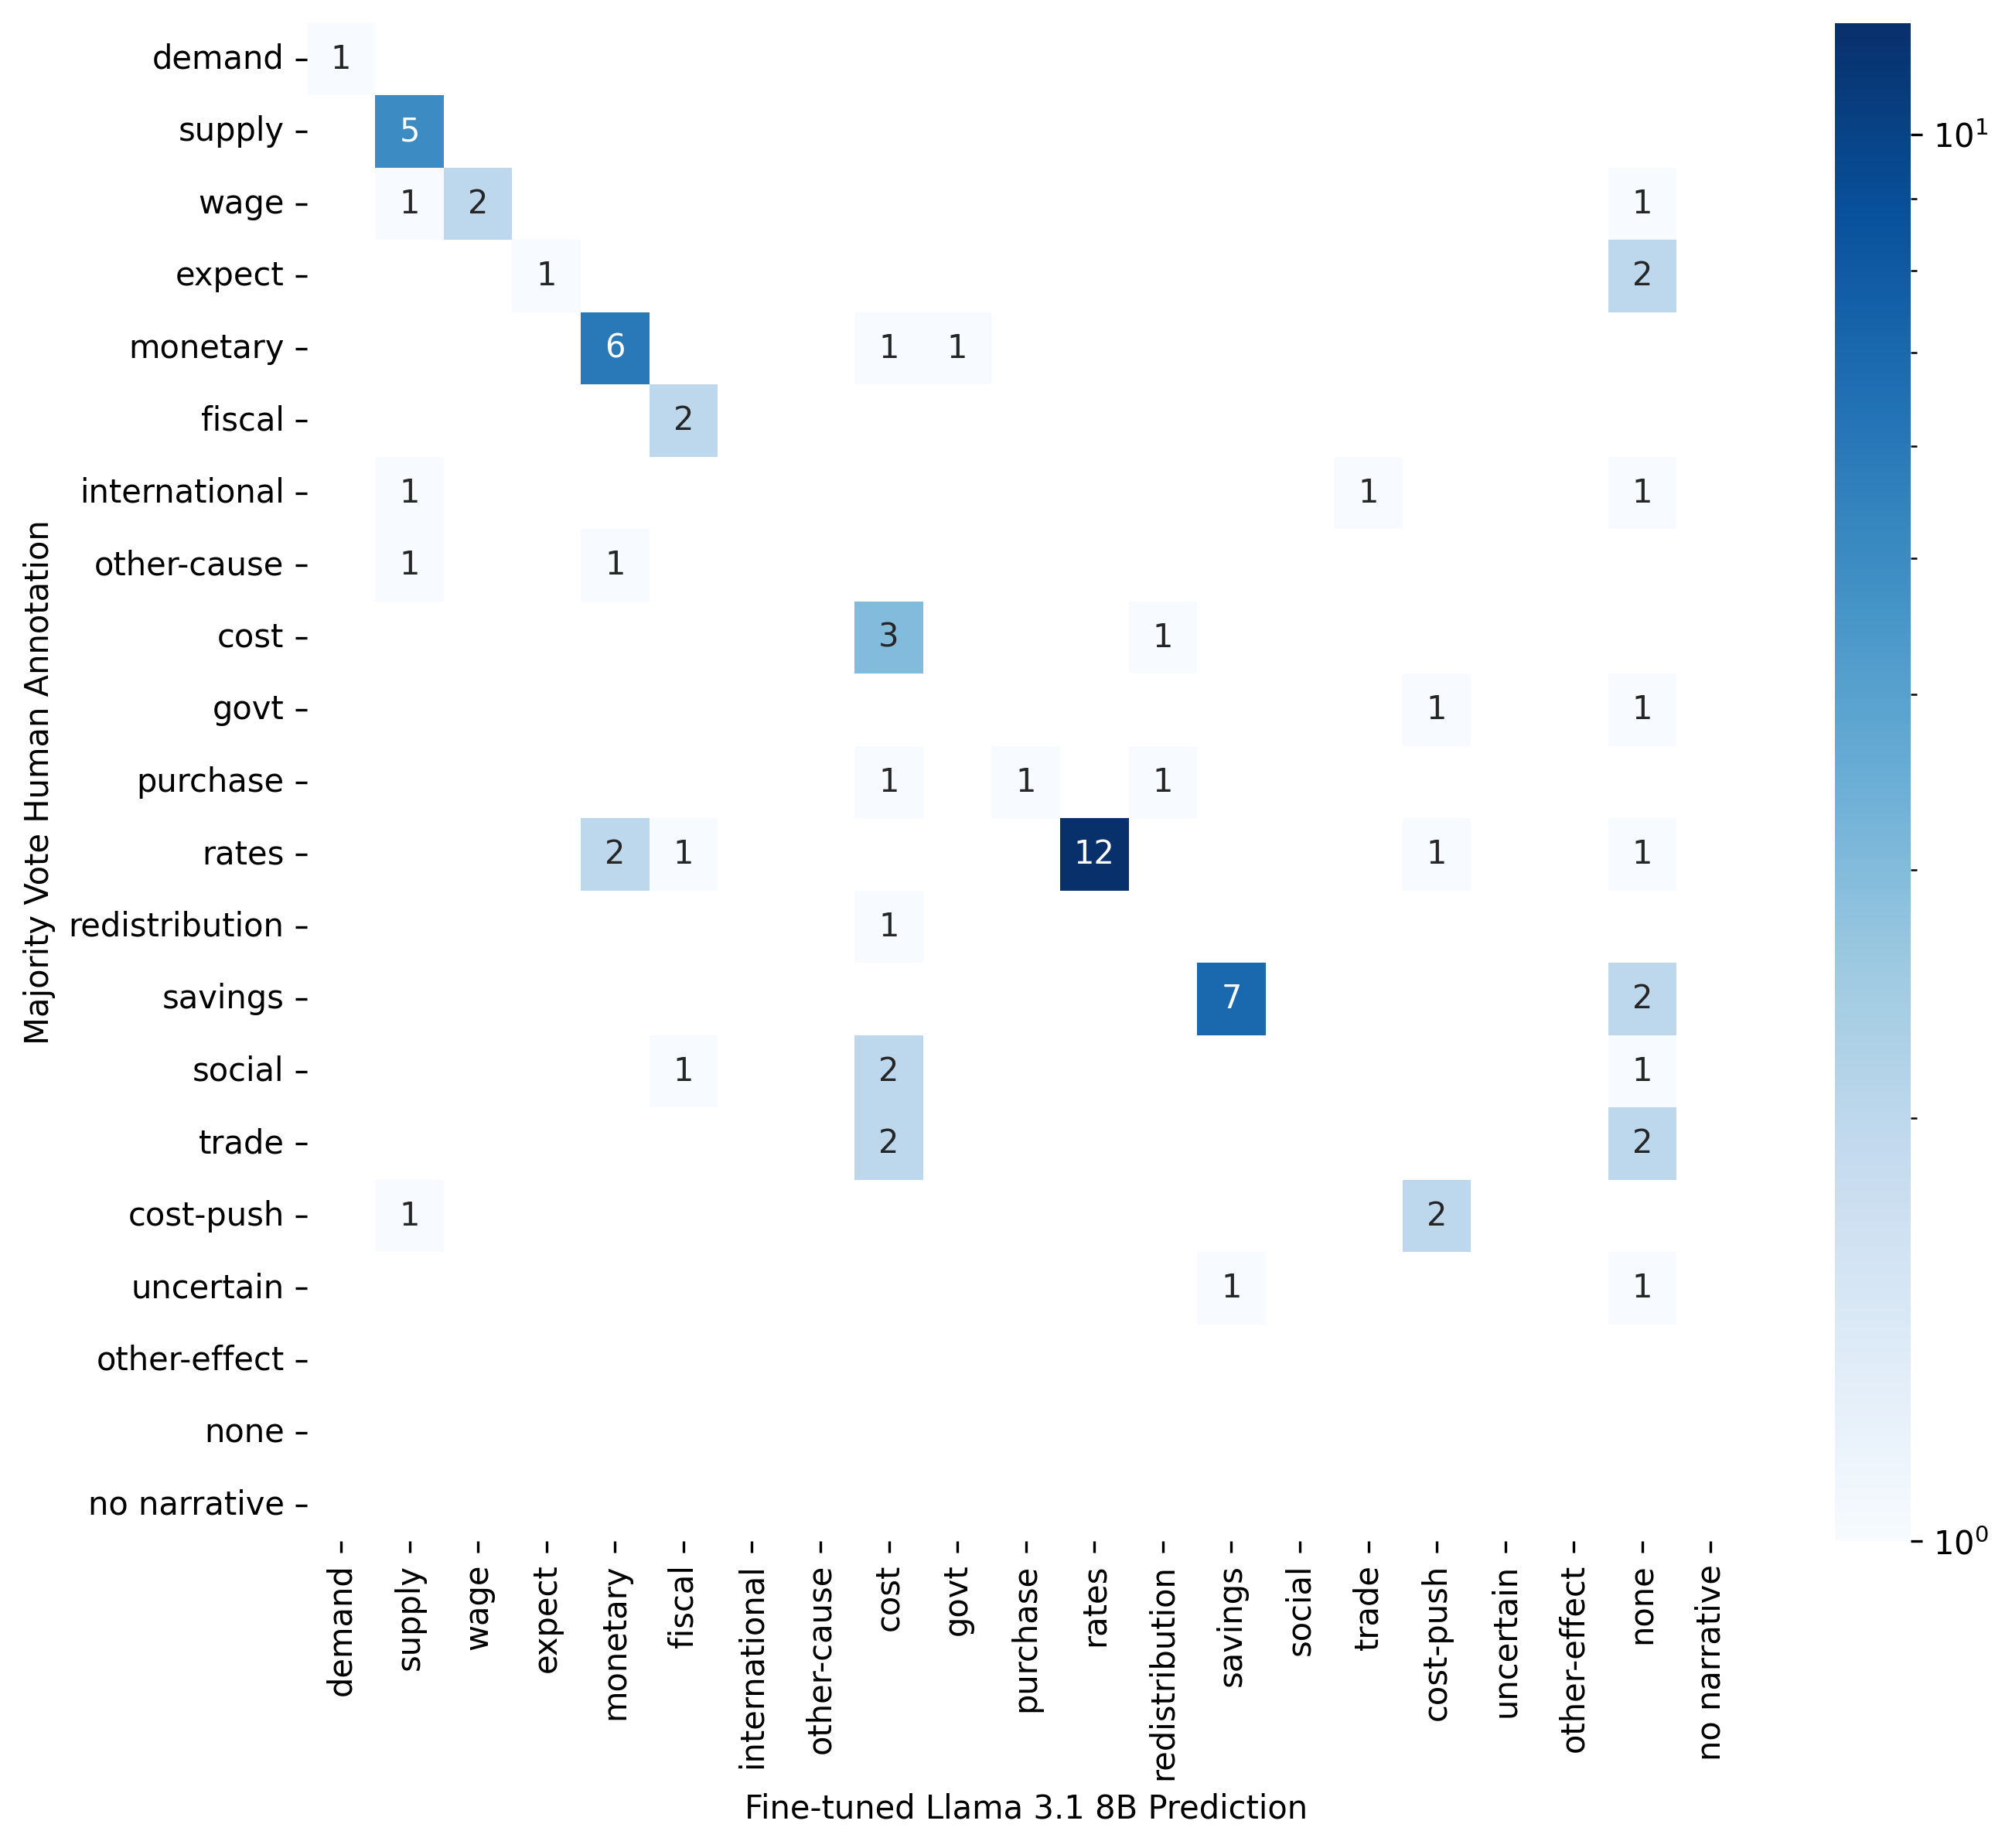 Majority Vote Human Annotation
demand 1
supply 5
wage 1 2 1
expect 1 2
monetary 6 1 1
fiscal 2
international 1 1 1
other-cause 1 1
cost 3 1
govt 1 1
purchase 1 1 1
rates 2 1 12 1 1
redistribution 1
savings 7 2
social 1 2 1
trade 2 2
cost-push 1 2
uncertain 1 1
other-effect
none
no narrative
demand
supply
wage
expect
monetary
fiscal
international
other-cause
cost
govt
purchase
rates
redistribution
savings
social
trade
cost-push
uncertain
other-effect
none
no narrative
Fine-tuned Llama 3.1 8B Prediction
10¹
10⁰